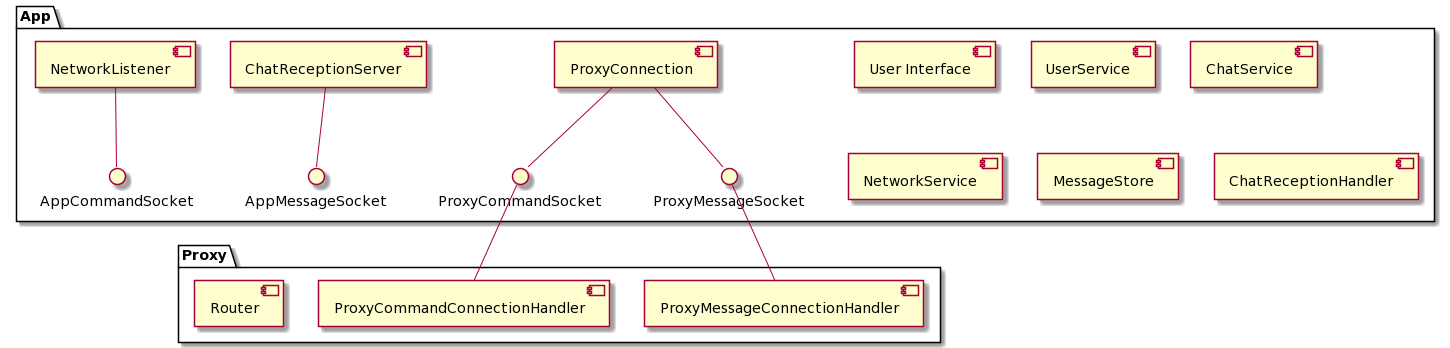 App
NetworkListener
ChatReceptionServer
ProxyConnection
User Interface
UserService
ChatService
NetworkService
MessageStore
ChatReceptionHandler
AppCommandSocket
AppMessageSocket
ProxyCommandSocket
ProxyMessageSocket
Proxy
Router
ProxyCommandConnectionHandler
ProxyMessageConnectionHandler